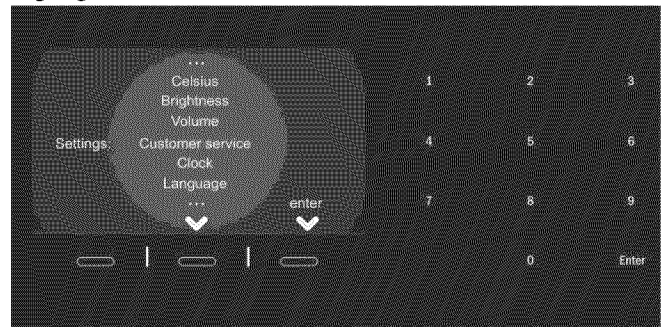 ...
Celsius
Brightness
Volume
Settings: Customer service
Clock
Language
...
enter
1 2 3
4 5 6
7 8 9
0 Enter